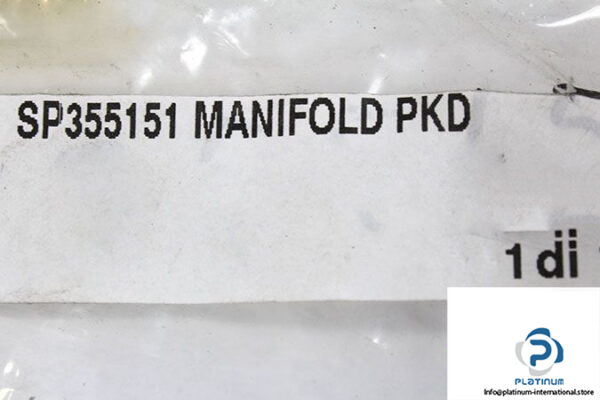 SP355151 MANIFOLD PKD
1 di
PLATINUM
Info@platinum-international.store